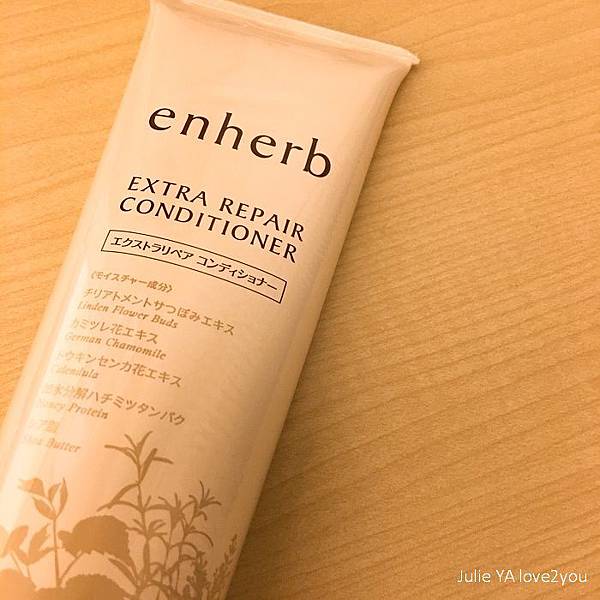 enherb
EXTRA REPAIR
CONDITIONER
エクストラリペア コンディショナー
〈モイスチャー成分〉
チリアトメントサつぼみエキス
Linden Flower Buds
カミツレ花エキス
German Chamomile
トウキンセンカ花エキス
Calendula
水分解ハチミツタンパク
Honey Protein
Shea Butter
Julie YA love2you